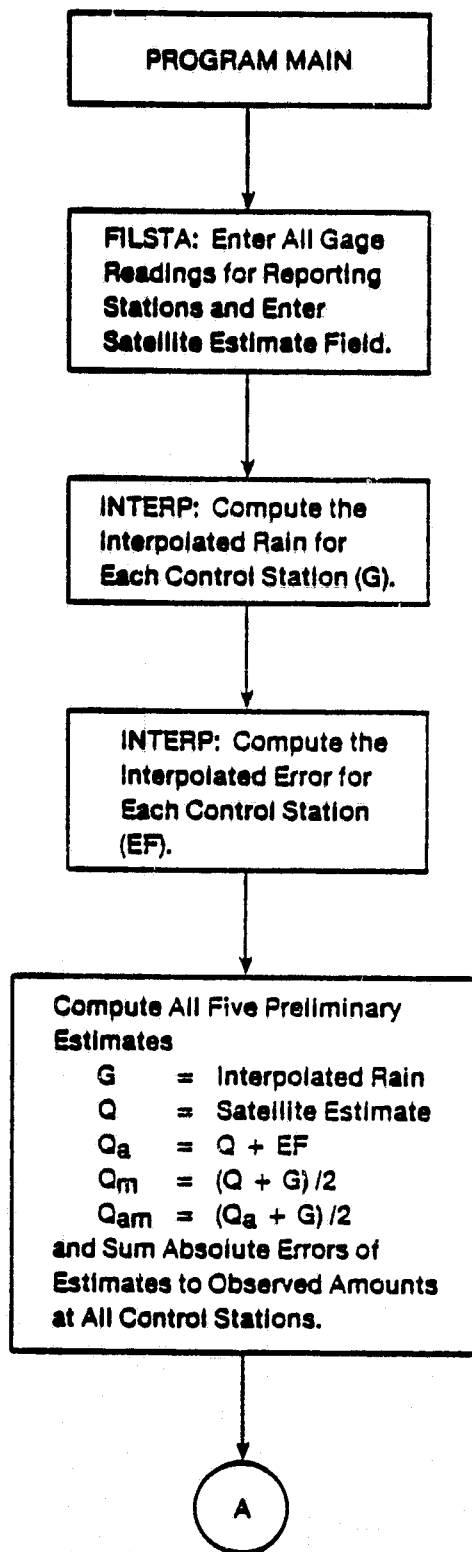 PROGRAM MAIN
FILSTA: Enter All Gage
Readings for Reporting
Stations and Enter
Satellite Estimate Field.
INTERP: Compute the
Interpolated Rain for
Each Control Station (G).
INTERP: Compute the
Interpolated Error for
Each Control Station
(EF).
Compute All Five Preliminary
Estimates
G = Interpolated Rain
Q = Satellite Estimate
Qa = Q + EF
Qm = (Q + G) /2
Qam = (Qa + G) /2
and Sum Absolute Errors of
Estimates to Observed Amounts
at All Control Stations.
A